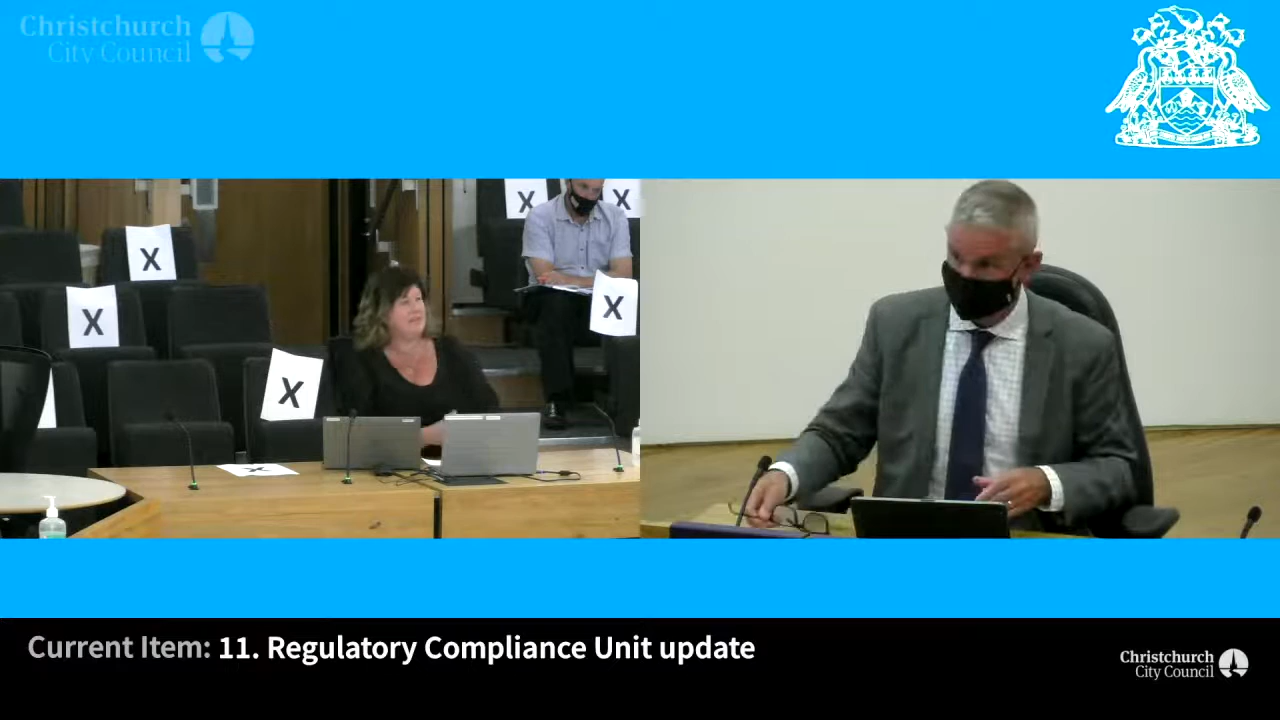 Christchurch
City Council
X
X
X
X
X
X
X
Current Item: 11. Regulatory Compliance Unit update
Christchurch
City Council